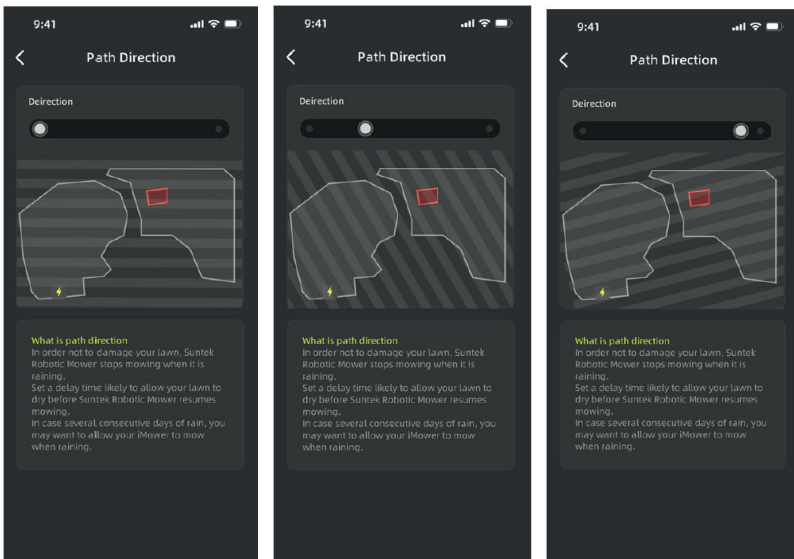 9:41
Path Direction
Deirection
What is path direction
In order not to damage your lawn, Suntek
Robotic Mower stops mowing when it is
raining.
Set a delay time likely to allow your lawn to
dry before Suntek Robotic Mower resumes
mowing.
In case several consecutive days of rain, you
may want to alllow your iMower to mow
when raining.
9:41
Path Direction
Deirection
What is path direction
In order not to damage your lawn, Suntek
Robotic Mower stops mowing when it is
raining.
Set a delay time likely to allow your lawn to
dry before Suntek Robotic Mower resumes
mowing.
In case several consecutive days of rain, you
may want to alllow your iMower to mow
when raining.
9:41
Path Direction
Deirection
What is path direction
In order not to damage your lawn, Suntek
Robotic Mower stops mowing when it is
raining.
Set a delay time likely to allow your lawn to
dry before Suntek Robotic Mower resumes
mowing.
In case several consecutive days of rain, you
may want to alllow your iMower to mow
when raining.